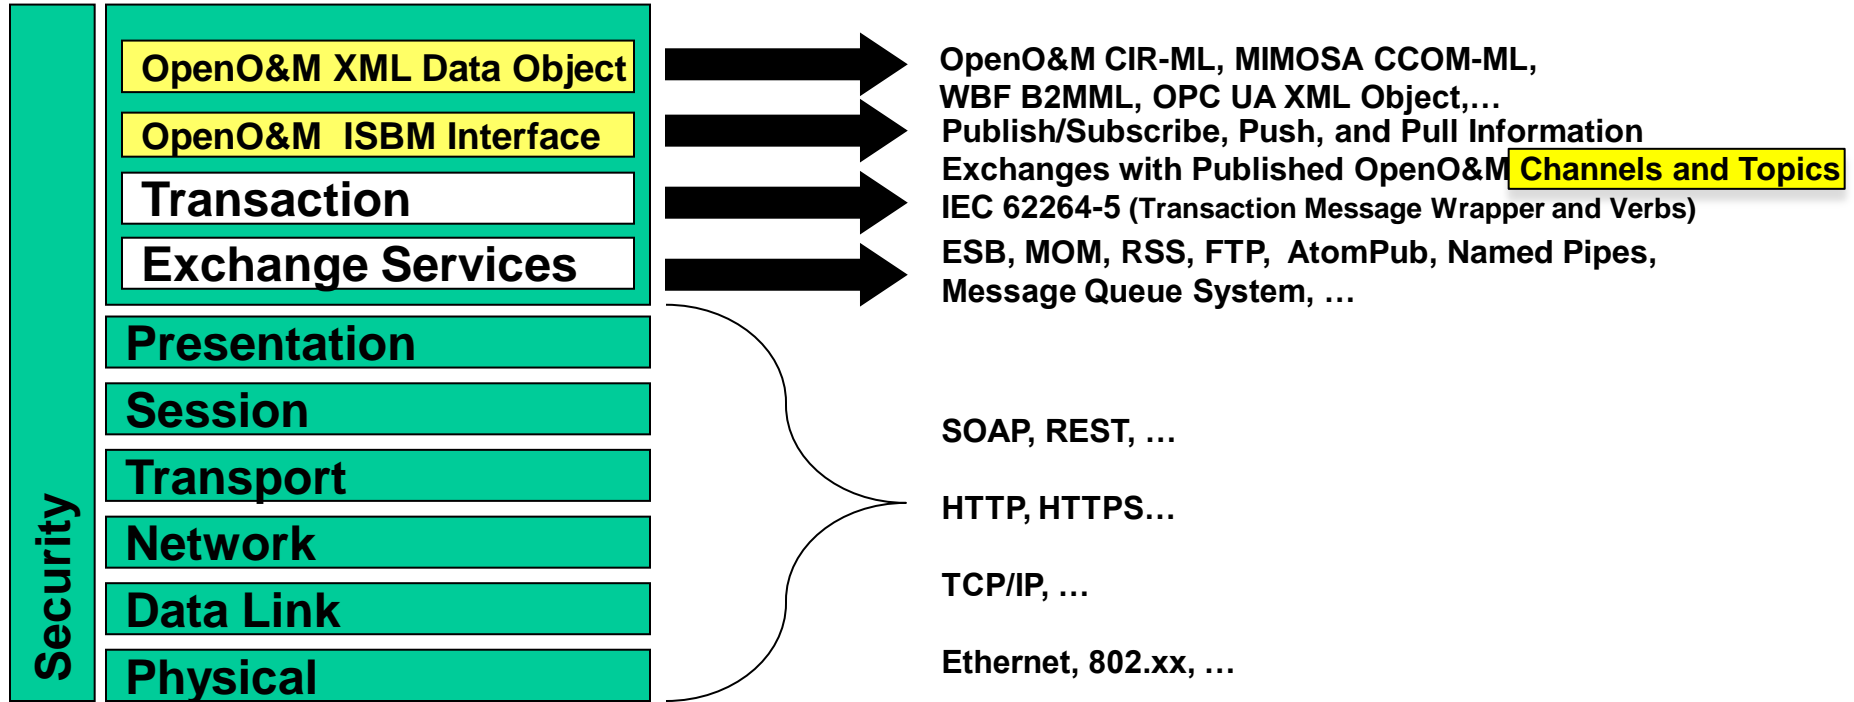 Security
OpenO&M XML Data Object
OpenO&M ISBM Interface
Transaction
Exchange Services
Presentation
Session
Transport
Network
Data Link
Physical
OpenO&M CIR-ML, MIMOSA CCOM-ML,
WBF B2MML, OPC UA XML Object,…
Publish/Subscribe, Push, and Pull Information
Exchanges with Published OpenO&M Channels and Topics
IEC 62264-5 (Transaction Message Wrapper and Verbs)
ESB, MOM, RSS, FTP, AtomPub, Named Pipes,
Message Queue System, …
SOAP, REST, …
HTTP, HTTPS…
TCP/IP, …
Ethernet, 802.xx, …